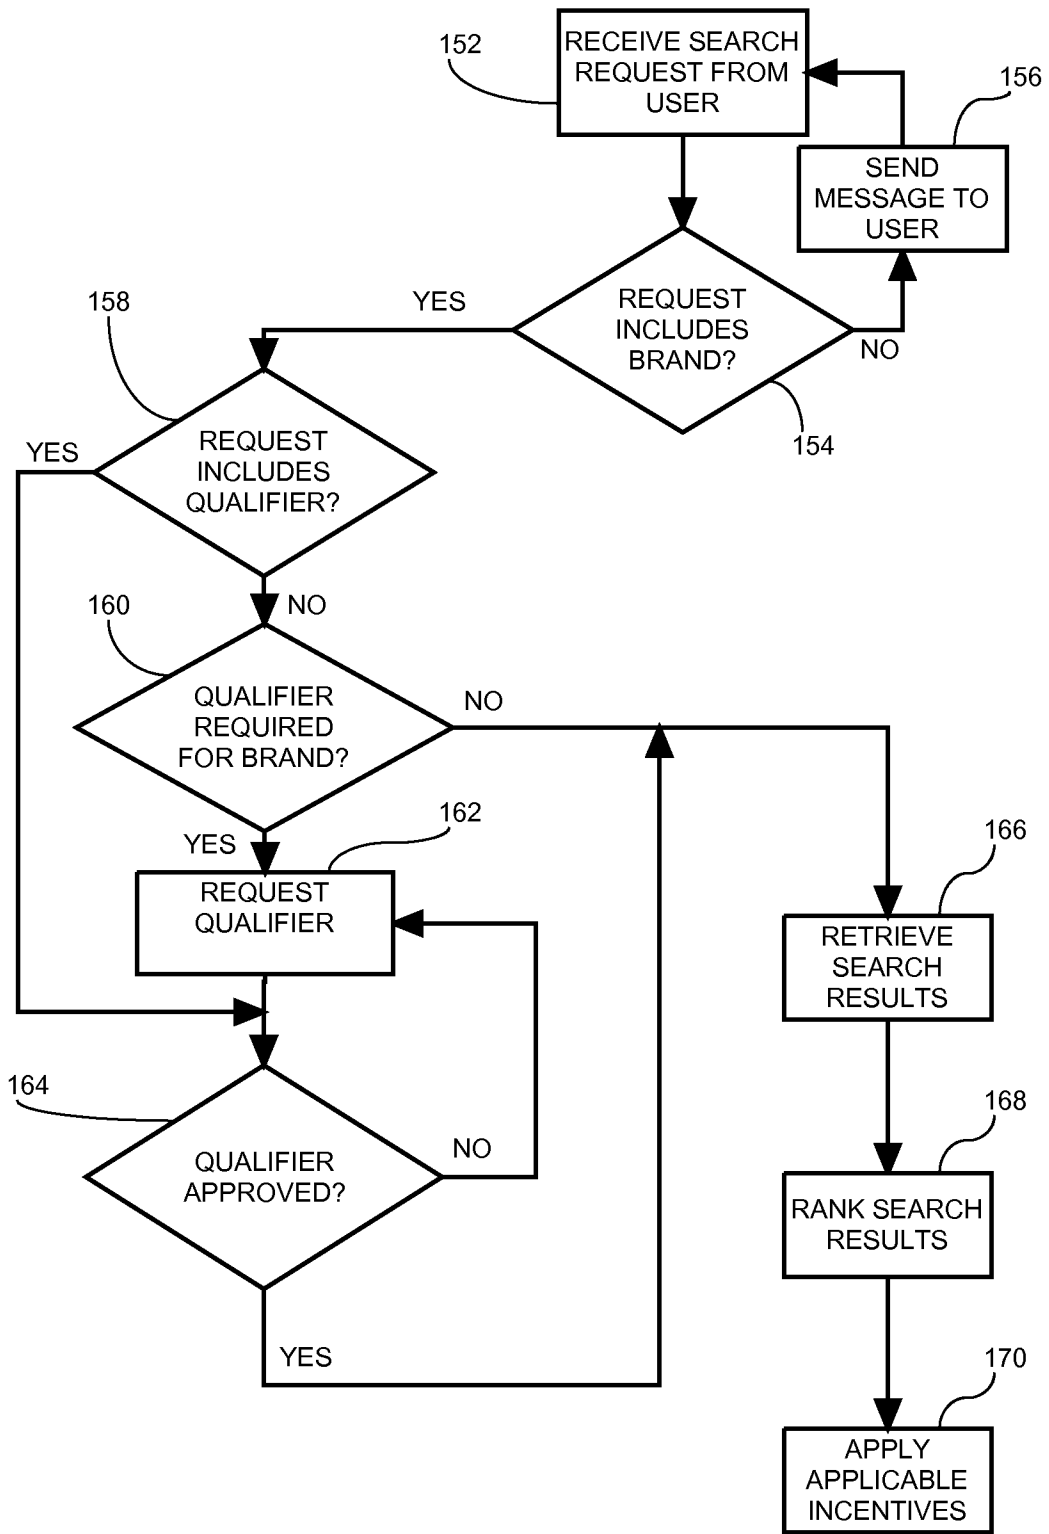 152
RECEIVE SEARCH
REQUEST FROM
USER
156
SEND
MESSAGE TO
USER
158
YES
REQUEST
INCLUDES
BRAND?
NO
154
YES
REQUEST
INCLUDES
QUALIFIER?
160
NO
QUALIFIER
REQUIRED
FOR BRAND?
NO
162
YES
REQUEST
QUALIFIER
166
RETRIEVE
SEARCH
RESULTS
164
QUALIFIER
APPROVED?
NO
168
RANK SEARCH
RESULTS
YES
170
APPLY
APPLICABLE
INCENTIVES